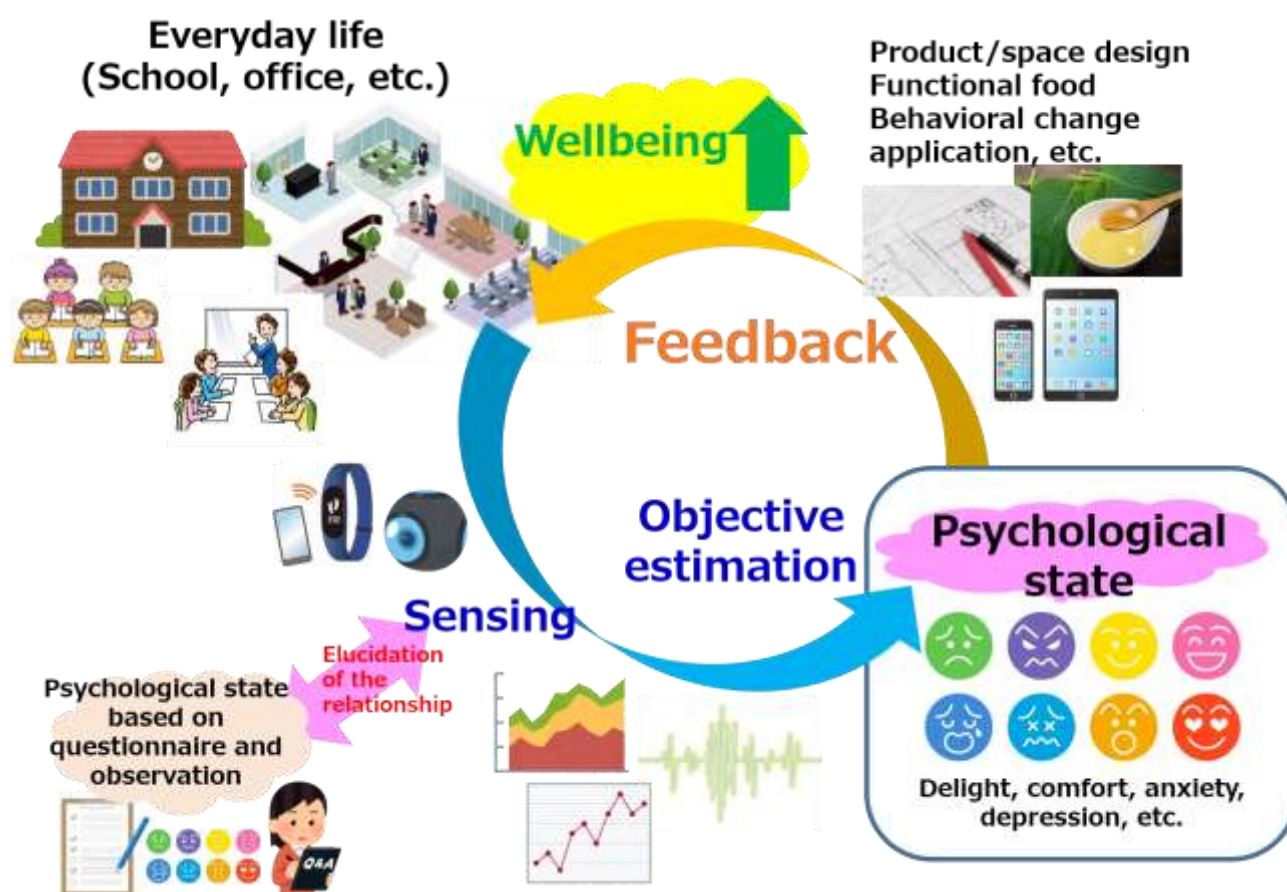 Everyday life
(School, office, etc.)
Wellbeing
Product/space design
Functional food
Behavioral change
application, etc.
Feedback
Objective
estimation
Psychological
state
Delight, comfort, anxiety,
depression, etc.
Sensing
Elucidation
of the
relationship
Psychological state
based on
questionnaire and
observation
Q&A